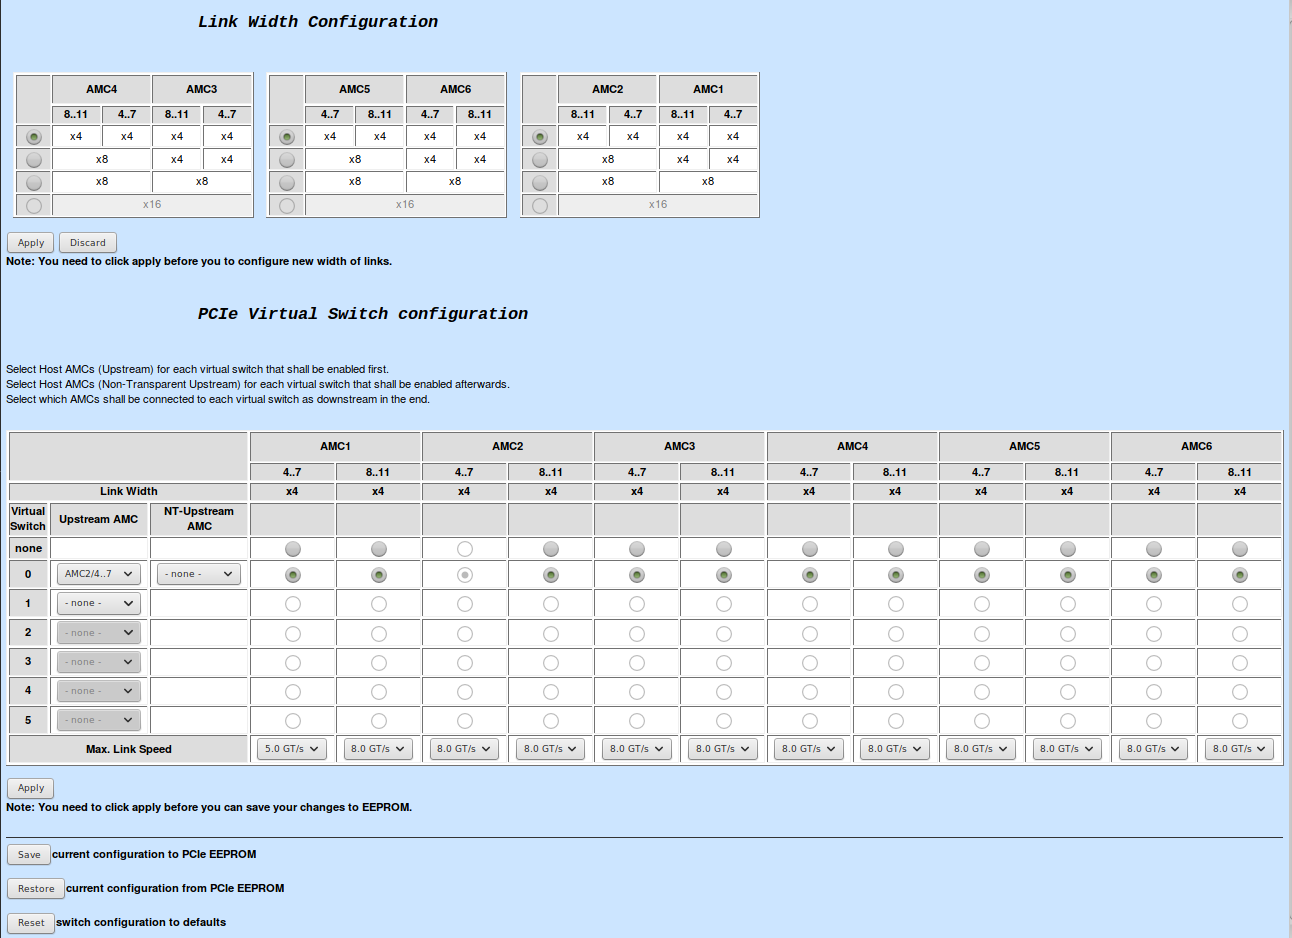 Link Width Configuration
AMC4 AMC3 AMC5 AMC6 AMC2 AMC1
8..11 4..7 8..11 4..7 4..7 8..11 4..7 8..11 8..11 4..7 8..11 4..7
x4 x4 x4 x4 x4 x4 x4 x4 x4 x4 x4 x4
x8 x4 x4 x8 x4 x4 x8 x4 x4
x8 x8 x8 x8 x8 x8
x16 x16 x16
Apply Discard
Note: You need to click apply before you to configure new width of links.
PCIe Virtual Switch configuration
Select Host AMCs (Upstream) for each virtual switch that shall be enabled first.
Select Host AMCs (Non-Transparent Upstream) for each virtual switch that shall be enabled afterwards.
Select which AMCs shall be connected to each virtual switch as downstream in the end.
AMC1 AMC2 AMC3 AMC4 AMC5 AMC6
4..7 8..11 4..7 8..11 4..7 8..11 4..7 8..11 4..7 8..11 4..7 8..11
Link Width x4 x4 x4 x4 x4 x4 x4 x4 x4 x4 x4 x4
Virtual Switch Upstream AMC NT-Upstream AMC
none
0 AMC2/4..7 - none -
1 - none -
2 - none -
3 - none -
4 - none -
5 - none -
Max. Link Speed 5.0 GT/s 8.0 GT/s 8.0 GT/s 8.0 GT/s 8.0 GT/s 8.0 GT/s 8.0 GT/s 8.0 GT/s 8.0 GT/s 8.0 GT/s 8.0 GT/s 8.0 GT/s
Apply
Note: You need to click apply before you can save your changes to EEPROM.
Save current configuration to PCIe EEPROM
Restore current configuration from PCIe EEPROM
Reset switch configuration to defaults